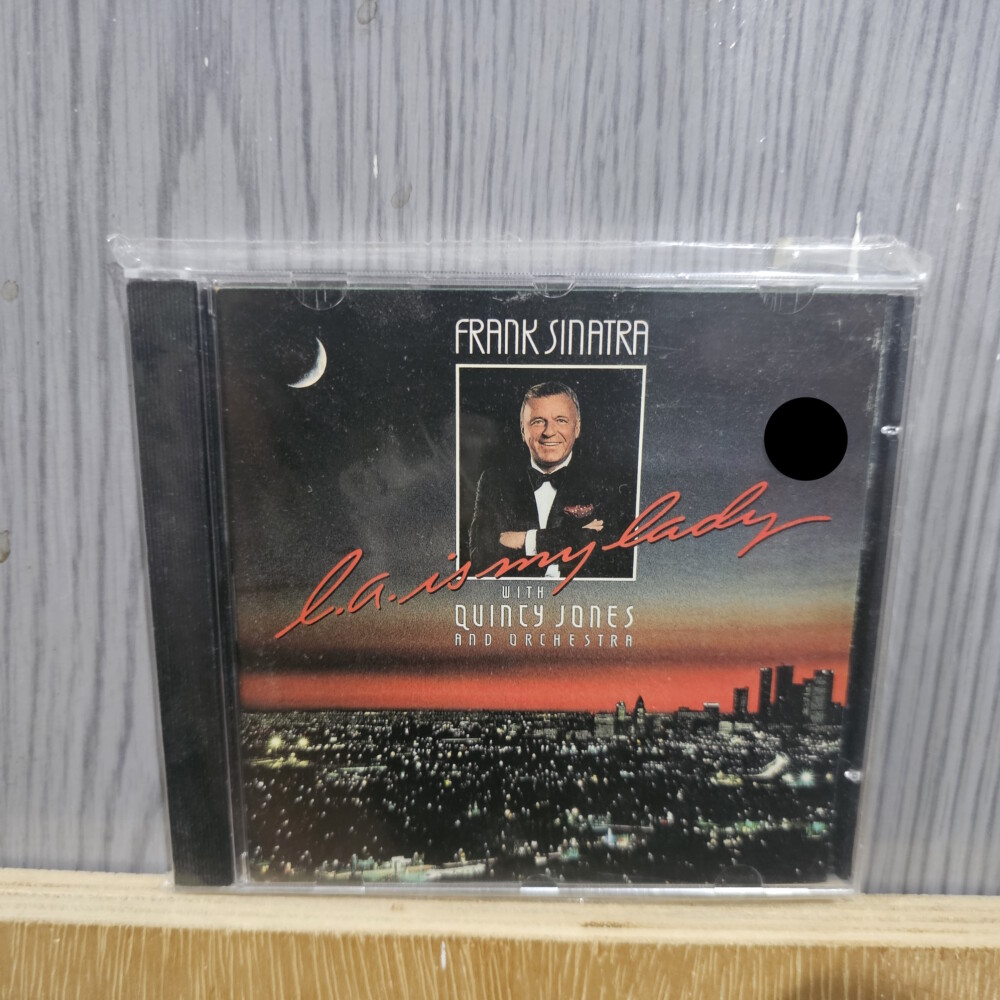 FRANK SINATRA
l.a. is my lady
WITH
QUINCY JONES
AND ORCHESTRA